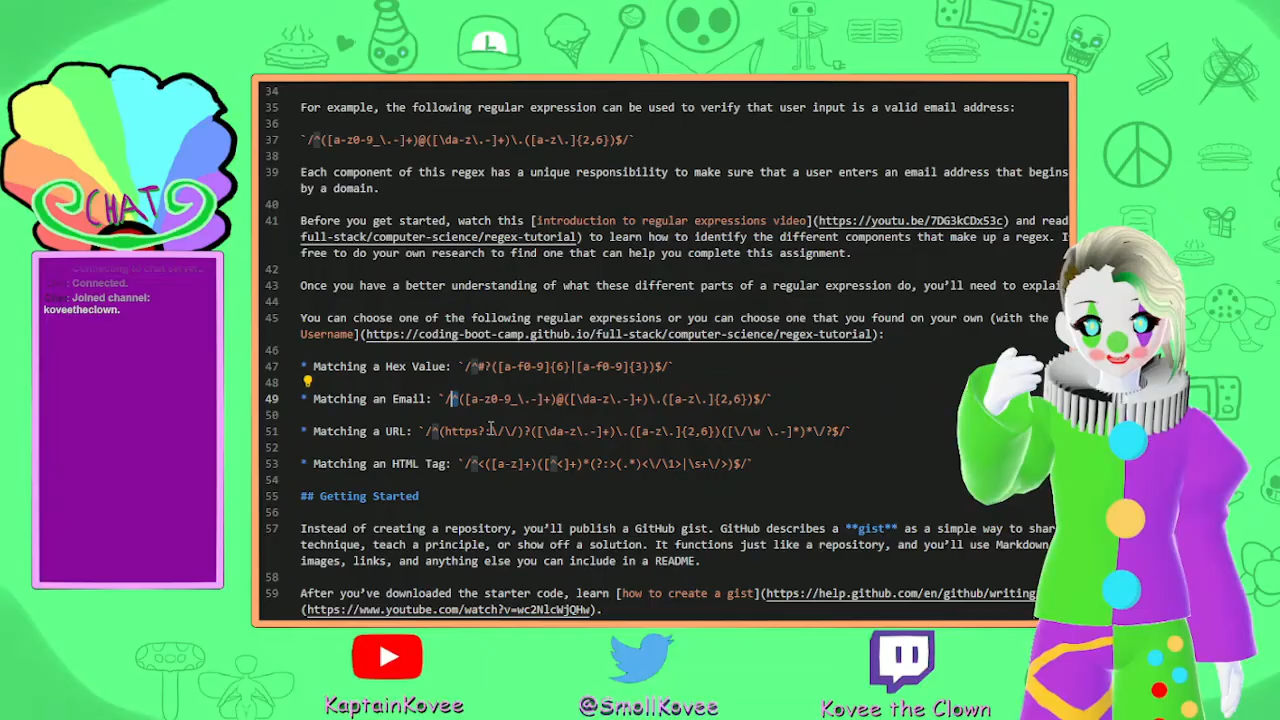 L
CHAT
Connecting to chat server...
: Connected.
: Joined channel:
koveetheclown.
34
35 For example, the following regular expression can be used to verify that user input is a valid email address:
36
37 `/^([a-z0-9_\.-]+)@([\da-z\.-]+)\.([a-z\.]{2,6})$/`
38
39 Each component of this regex has a unique responsibility to make sure that a user enters an email address that begins
by a domain.
40
41 Before you get started, watch this [introduction to regular expressions video](https://youtu.be/7DG3kCDx53c) and read
full-stack/computer-science/regex-tutorial) to learn how to identify the different components that make up a regex. I
free to do your own research to find one that can help you complete this assignment.
42
43 Once you have a better understanding of what these different parts of a regular expression do, you'll need to explai
44
45 You can choose one of the following regular expressions or you can choose one that you found on your own (with the
Username](https://coding-boot-camp.github.io/full-stack/computer-science/regex-tutorial):
46
47 * Matching a Hex Value: `/^#?([a-f0-9]{6}|[a-f0-9]{3})$/`
48
49 * Matching an Email: `/^([a-z0-9_\.-]+)@([\da-z\.-]+)\.([a-z\.]{2,6})$/`
50
51 * Matching a URL: `/^(https?:\/\/)?([\da-z\.-]+)\.([a-z\.]{2,6})([\/\w \.-]*)*\/?$/`
52
53 * Matching an HTML Tag: `/^<([a-z]+)([^<]+)*(?:>(.*)<\/\1>|\s+\/>)$/`
54
55 ## Getting Started
56
57 Instead of creating a repository, you'll publish a GitHub gist. GitHub describes a **gist** as a simple way to shar
technique, teach a principle, or show off a solution. It functions just like a repository, and you'll use Markdown
images, links, and anything else you can include in a README.
58
59 After you've downloaded the starter code, learn [how to create a gist](https://help.github.com/en/github/writing
(https://www.youtube.com/watch?v=wc2NlcWjQHw).
KaptainKovee
@SmollKovee
Kovee the Clown